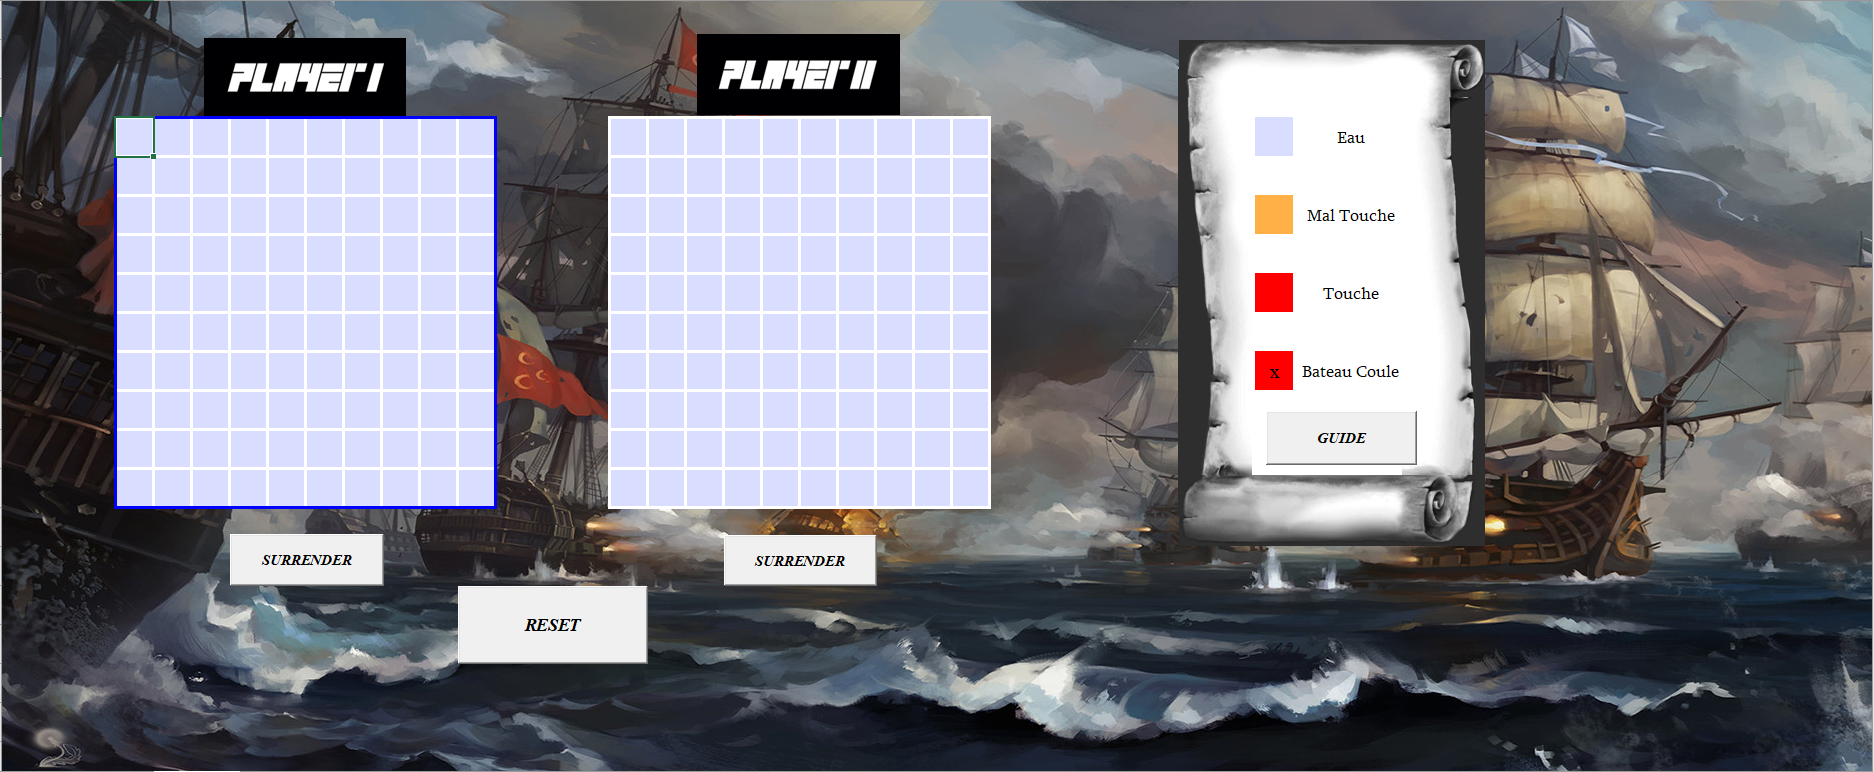 PLAYER I
PLAYER II
Eau
Mal Touche
Touche
x
Bateau Coule
GUIDE
SURRENDER
SURRENDER
RESET